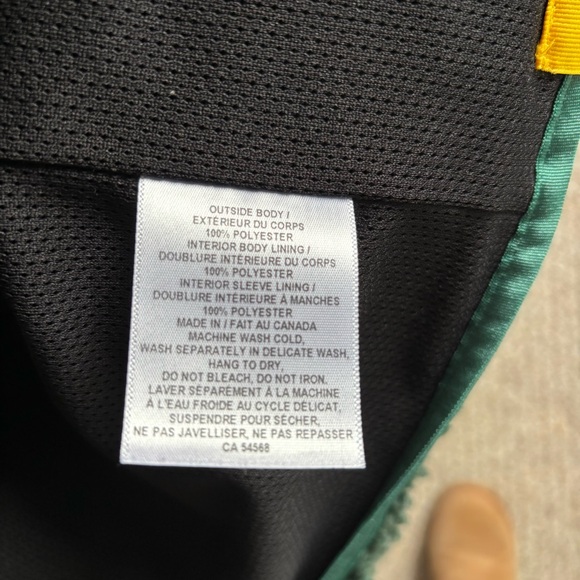 OUTSIDE BODY /
EXTÉRIEUR DU CORPS
100% POLYESTER
INTERIOR BODY LINING /
DOUBLURE INTÉRIEURE DU CORPS
100% POLYESTER
INTERIOR SLEEVE LINING /
DOUBLURE INTÉRIEURE À MANCHES
100% POLYESTER
MADE IN / FAIT AU CANADA
MACHINE WASH COLD,
WASH SEPARATELY IN DELICATE WASH,
HANG TO DRY,
DO NOT BLEACH, DO NOT IRON.
LAVER SÉPARÉMENT À LA MACHINE
À L'EAU FROIDE AU CYCLE DÉLICAT,
SUSPENDRE POUR SÉCHER,
NE PAS JAVELLISER, NE PAS REPASSER
CA 54568